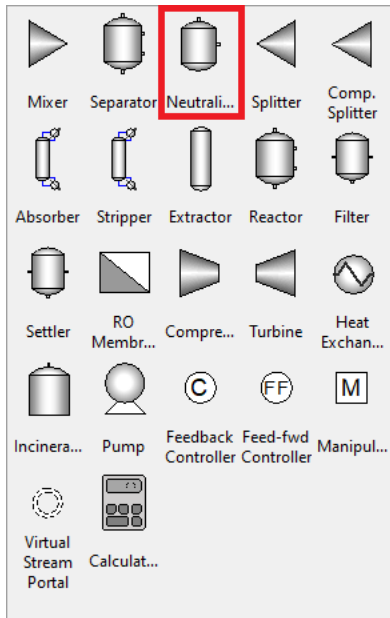 Mixer Separator Neutrali... Splitter Comp.
Splitter
Absorber Stripper Extractor Reactor Filter
Settler RO
Membr... Compre... Turbine Heat
Exchan...
C FF M
Incinera... Pump Feedback
Controller Feed-fwd
Controller Manipul...
Virtual
Stream
Portal Calculat...